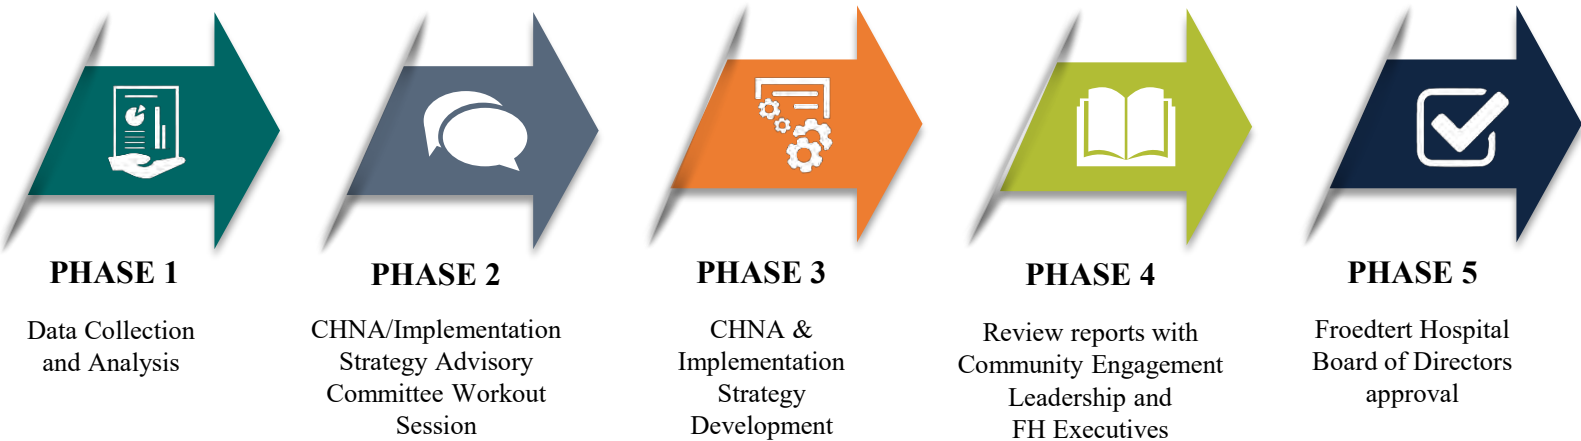 PHASE 1
Data Collection
and Analysis
PHASE 2
CHNA/Implementation
Strategy Advisory
Committee Workout
Session
PHASE 3
CHNA &
Implementation
Strategy
Development
PHASE 4
Review reports with
Community Engagement
Leadership and
FH Executives
PHASE 5
Froedtert Hospital
Board of Directors
approval